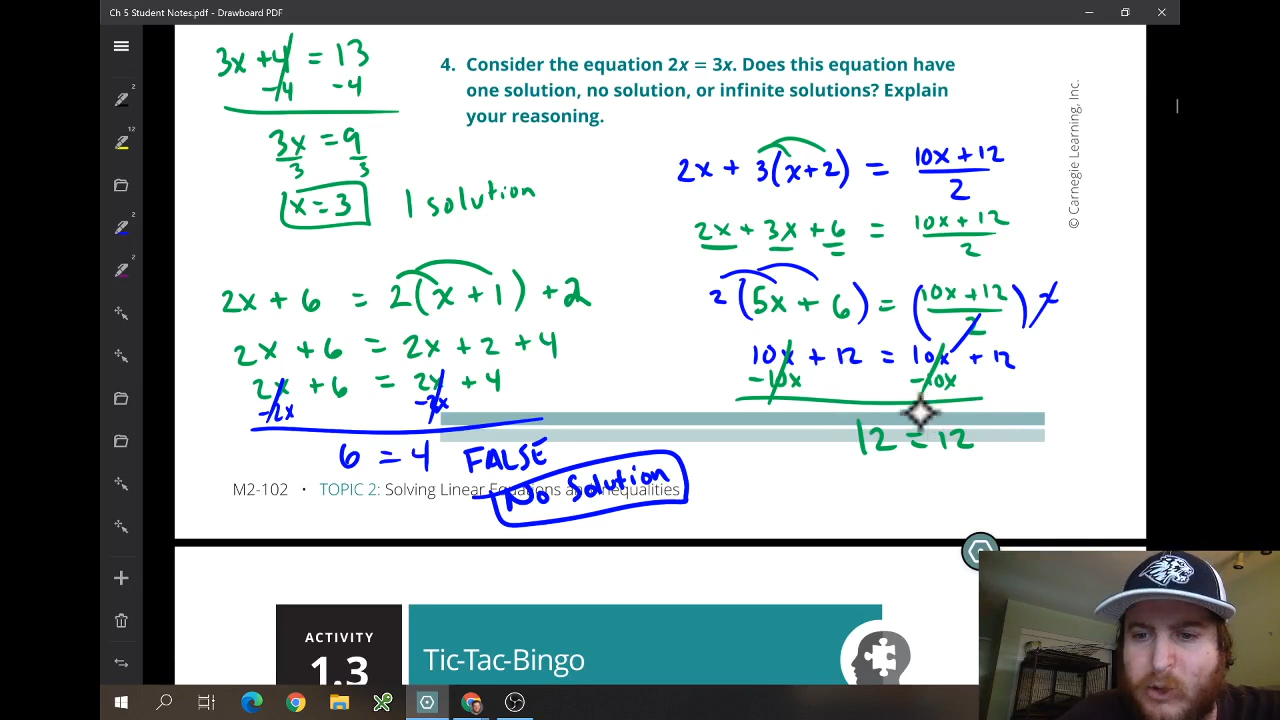 Ch 5 Student Notes.pdf - Drawboard PDF
3x + 4 = 13
-4 -4
3x = 9
3 3
x = 3 1 solution
4. Consider the equation 2x = 3x. Does this equation have
one solution, no solution, or infinite solutions? Explain
your reasoning.
© Carnegie Learning, Inc.
2x + 3(x+2) = 10x+12
2
2x + 3x + 6 = 10x+12
2
2(5x + 6) = (10x+12)2
2
10x + 12 = 10x + 12
-10x -10x
12 = 12
2x + 6 = 2(x + 1) + 2
2x + 6 = 2x + 2 + 4
2x + 6 = 2x + 4
-2x -2x
6 = 4 FALSE
No Solution
M2-102 • TOPIC 2: Solving Linear Equations and Inequalities
ACTIVITY
1.3
Tic-Tac-Bingo
2
12
2
2